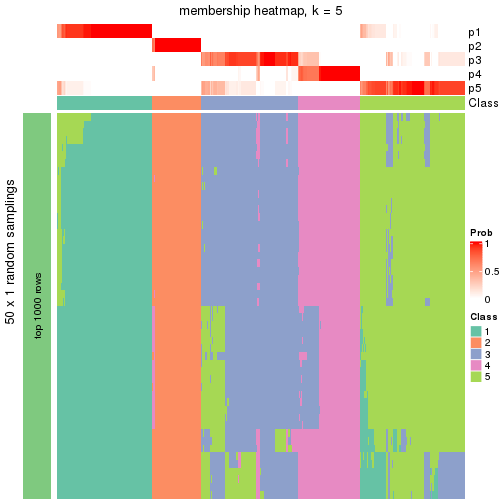 membership heatmap, k = 5
p1
p2
p3
p4
p5
Class
50 x 1 random samplings
top 1000 rows
Prob
1
0.5
0
Class
1
2
3
4
5